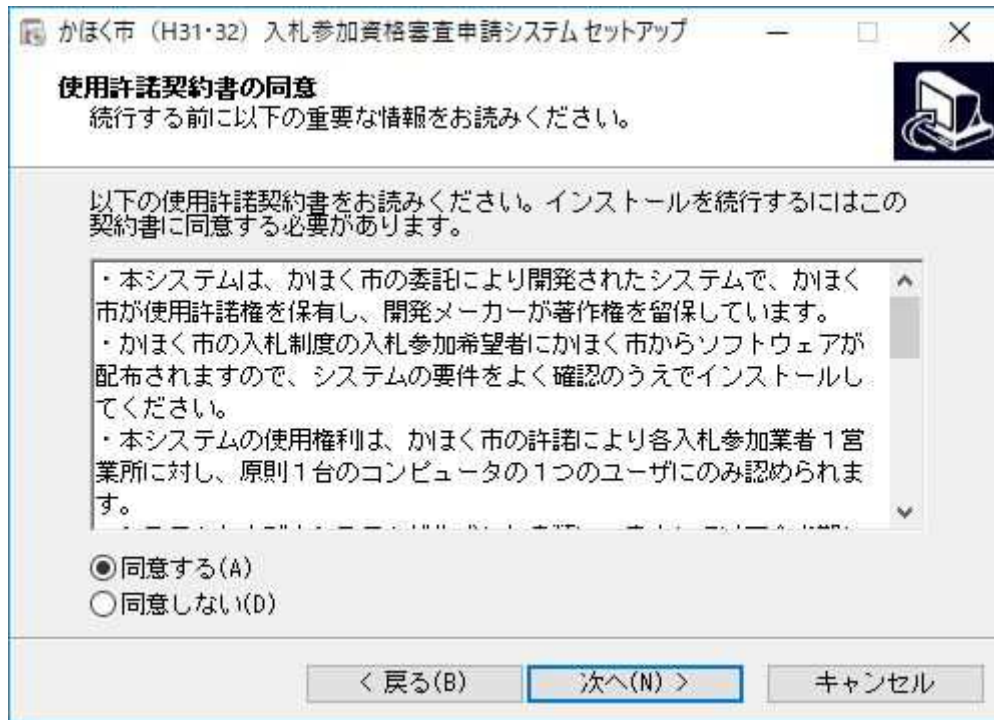 かほく市（H31･32）入札参加資格審査申請システム セットアップ
使用許諾契約書の同意
続行する前に以下の重要な情報をお読みください。
以下の使用許諾契約書をお読みください。インストールを続行するにはこの
契約書に同意する必要があります。
・本システムは、かほく市の委託により開発されたシステムで、かほく
市が使用許諾権を保有し、開発メーカーが著作権を留保しています。
・かほく市の入札制度の入札参加希望者にかほく市からソフトウェアが
配布されますので、システムの要件をよく確認のうえでインストールし
てください。
・本システムの使用権利は、かほく市の許諾により各入札参加業者１営
業所に対し、原則１台のコンピュータの１つのユーザにのみ認められま
す。
同意する(A)
同意しない(D)
< 戻る(B)
次へ(N) >
キャンセル